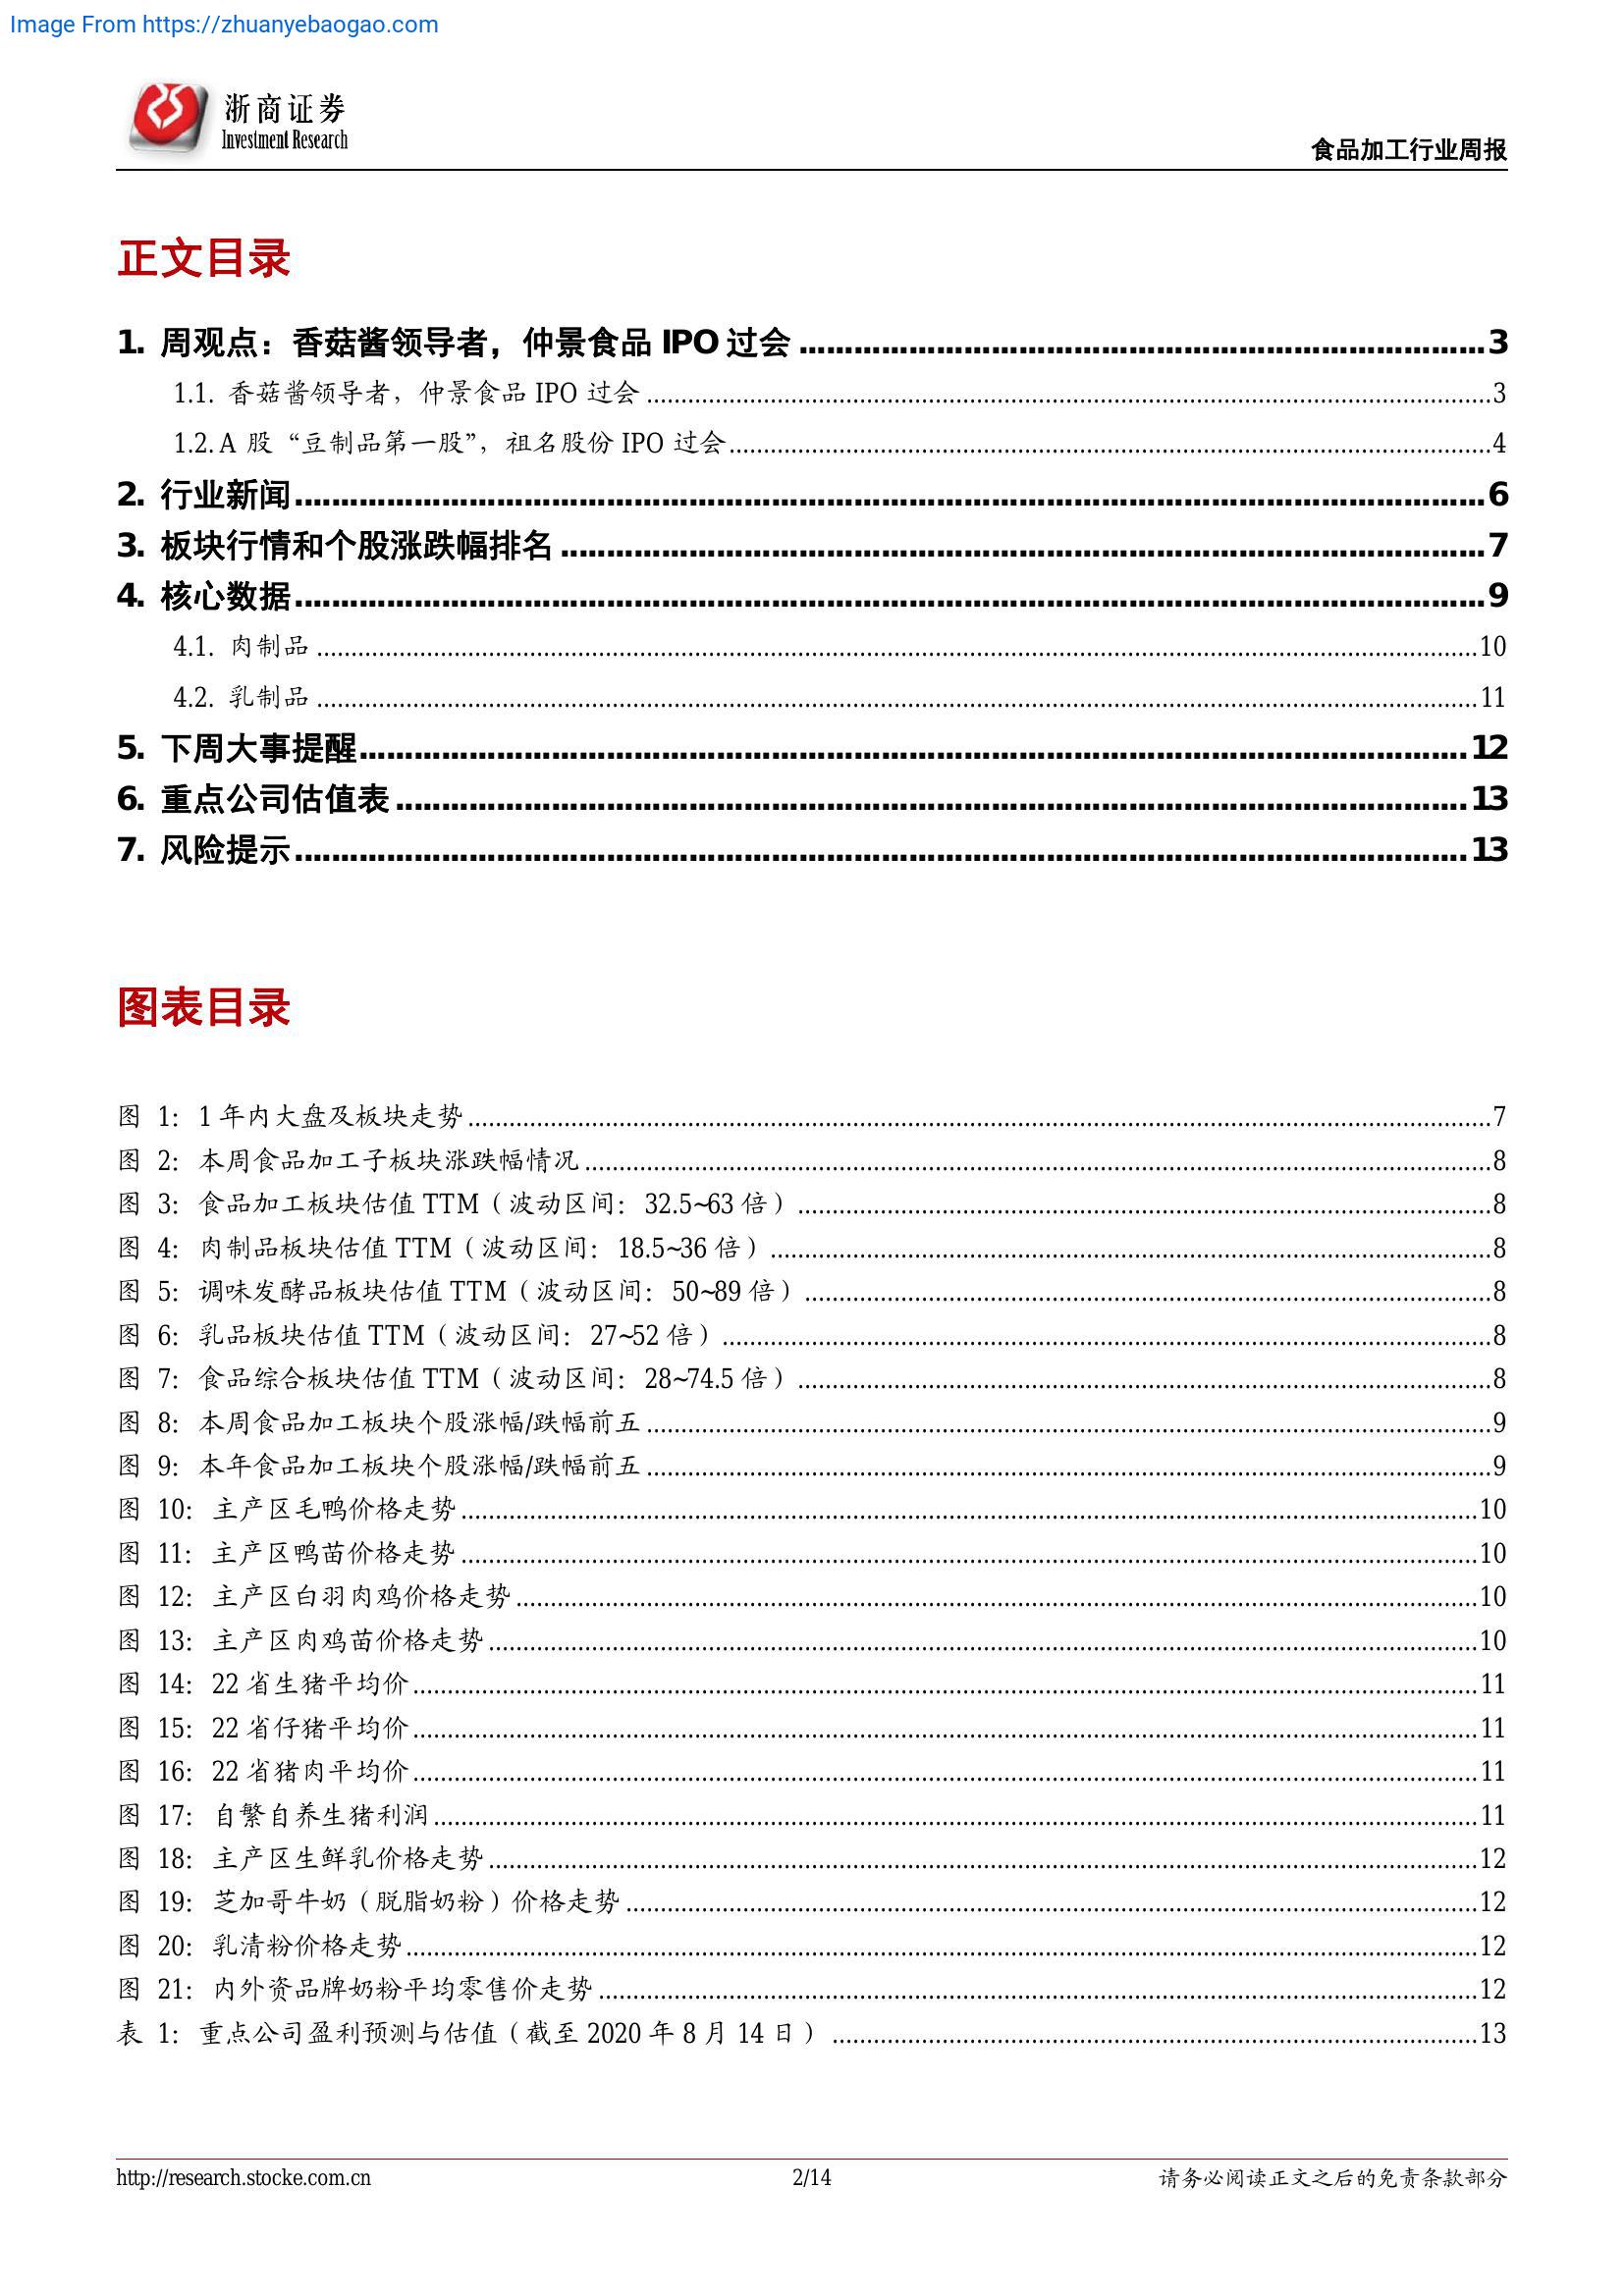 Image From https://zhuanyebaogao.com
浙商证券
Investment Research
食品加工行业周报
正文目录
1. 周观点：香菇酱领导者，仲景食品 IPO 过会 ........ 3
1.1. 香菇酱领导者，仲景食品 IPO 过会 ........ 3
1.2. A 股“豆制品第一股”，祖名股份 IPO 过会 ........ 4
2. 行业新闻 ........ 6
3. 板块行情和个股涨跌幅排名 ........ 7
4. 核心数据 ........ 9
4.1. 肉制品 ........ 10
4.2. 乳制品 ........ 11
5. 下周大事提醒 ........ 12
6. 重点公司估值表 ........ 13
7. 风险提示 ........ 13
图表目录
图 1：1 年内大盘及板块走势 ........ 7
图 2：本周食品加工子板块涨跌幅情况 ........ 8
图 3：食品加工板块估值 TTM（波动区间：32.5~63 倍） ........ 8
图 4：肉制品板块估值 TTM（波动区间：18.5~36 倍） ........ 8
图 5：调味发酵品板块估值 TTM（波动区间：50~89 倍） ........ 8
图 6：乳品板块估值 TTM（波动区间：27~52 倍） ........ 8
图 7：食品综合板块估值 TTM（波动区间：28~74.5 倍） ........ 8
图 8：本周食品加工板块个股涨幅/跌幅前五 ........ 9
图 9：本年食品加工板块个股涨幅/跌幅前五 ........ 9
图 10：主产区毛鸭价格走势 ........ 10
图 11：主产区鸭苗价格走势 ........ 10
图 12：主产区白羽肉鸡价格走势 ........ 10
图 13：主产区肉鸡苗价格走势 ........ 10
图 14：22 省生猪平均价 ........ 11
图 15：22 省仔猪平均价 ........ 11
图 16：22 省猪肉平均价 ........ 11
图 17：自繁自养生猪利润 ........ 11
图 18：主产区生鲜乳价格走势 ........ 12
图 19：芝加哥牛奶（脱脂奶粉）价格走势 ........ 12
图 20：乳清粉价格走势 ........ 12
图 21：内外资品牌奶粉平均零售价走势 ........ 12
表 1：重点公司盈利预测与估值（截至 2020 年 8 月 14 日） ........ 13
http://research.stocke.com.cn 2/14 请务必阅读正文之后的免责条款部分